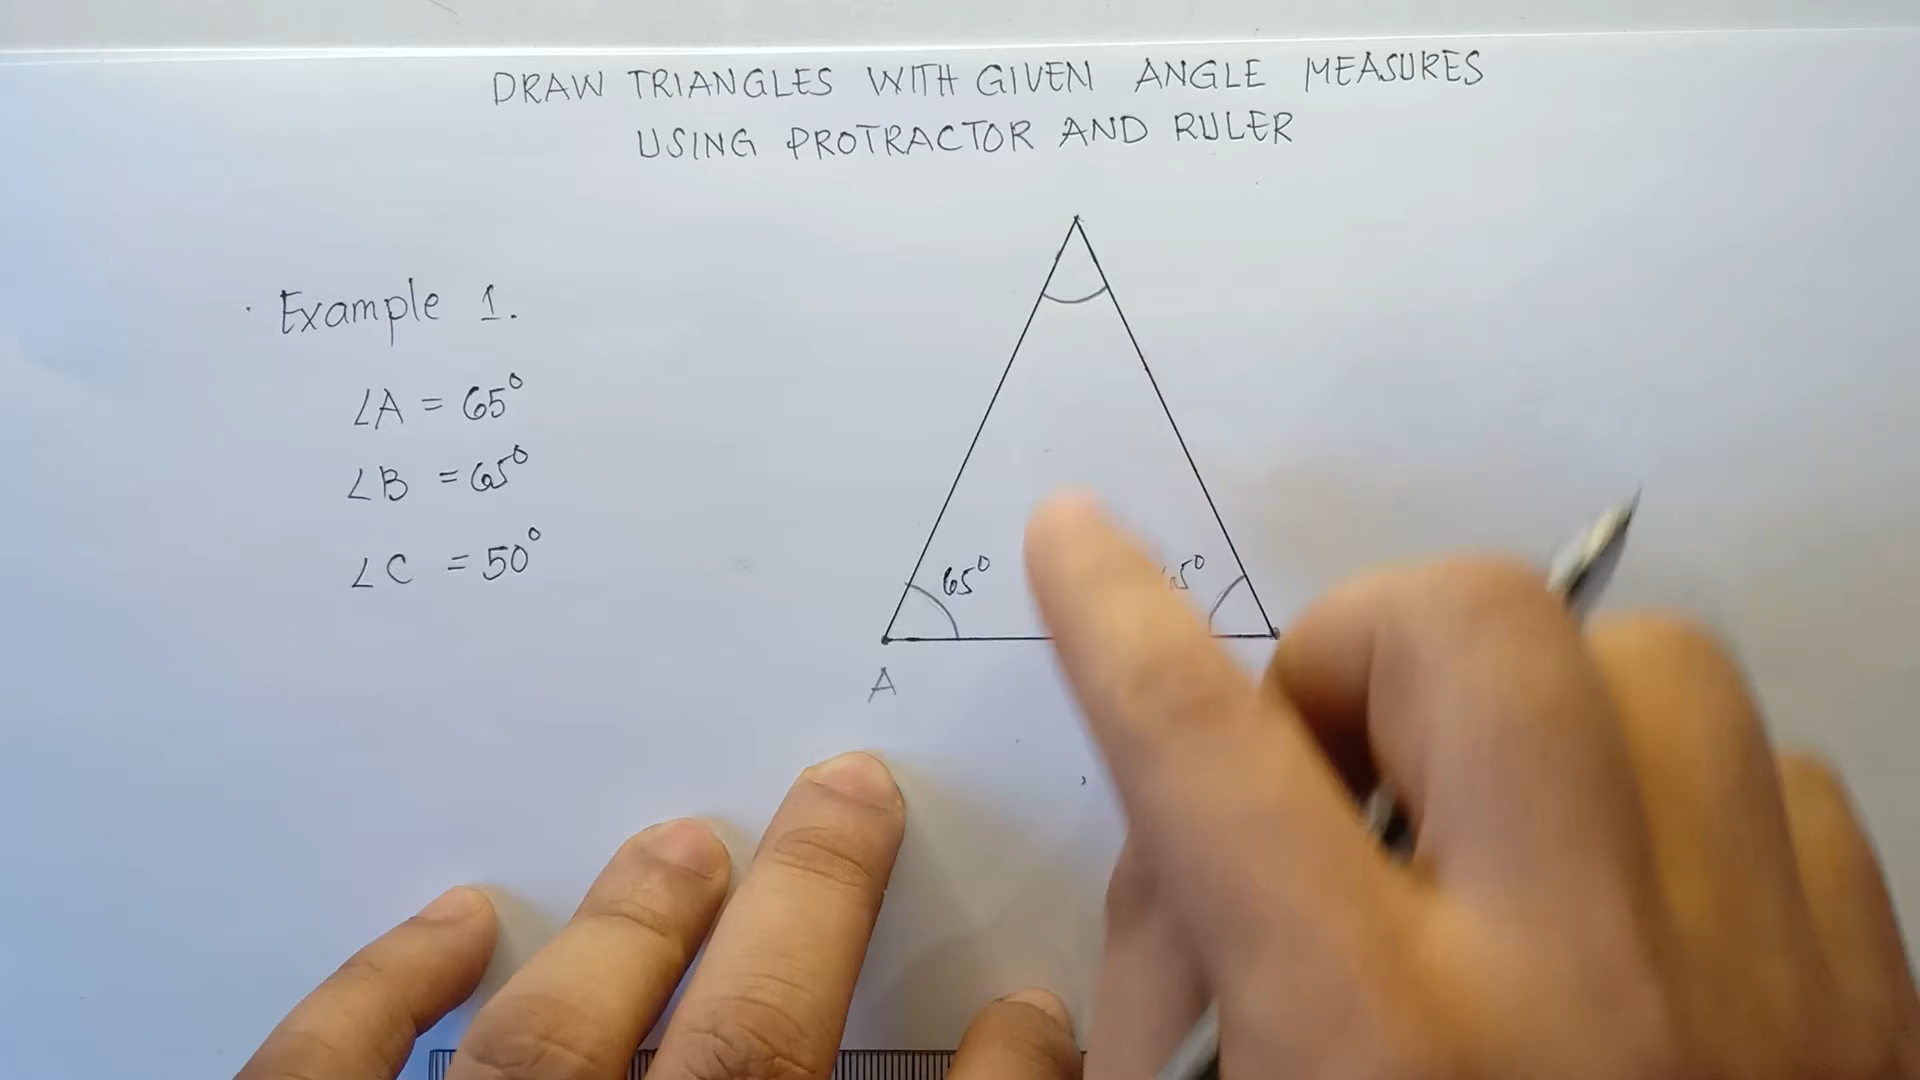 DRAW TRIANGLES WITH GIVEN ANGLE MEASURES
USING PROTRACTOR AND RULER
Example 1.
∠A = 65°
∠B = 65°
∠C = 50°
65°
A